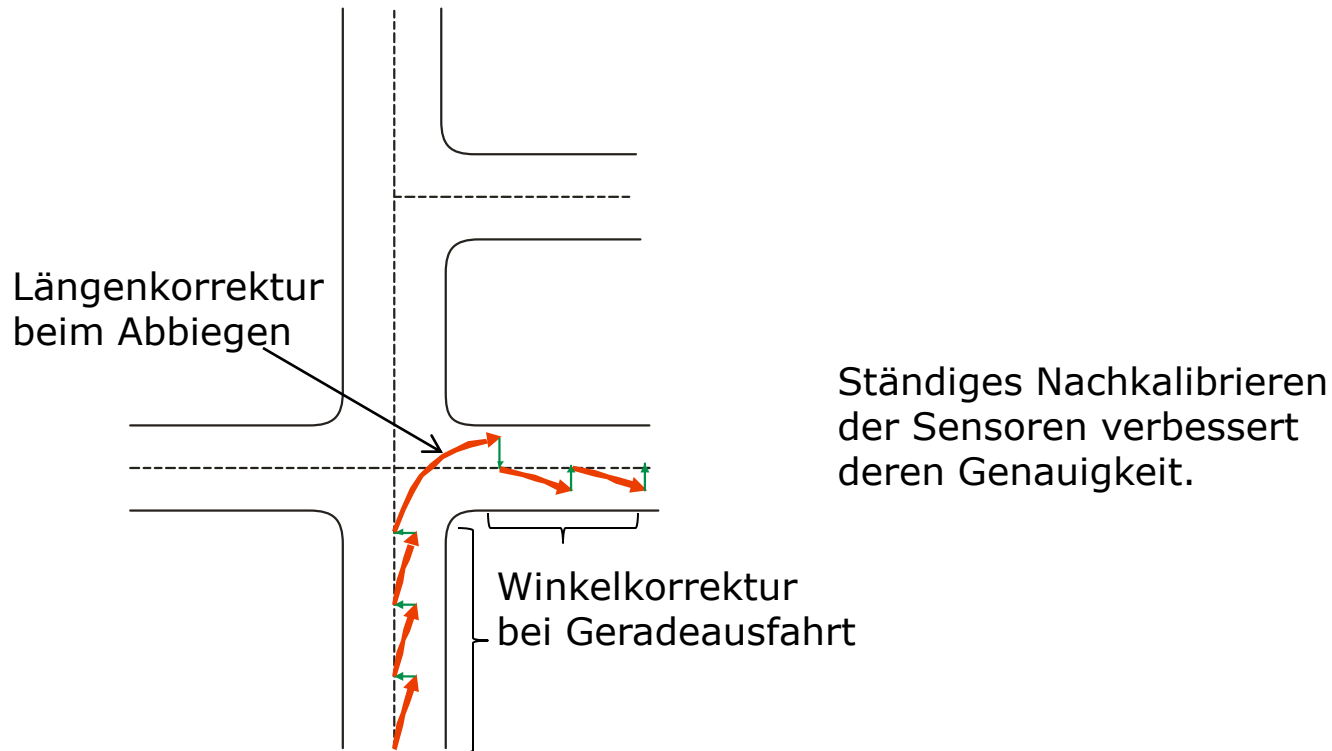 Längenkorrektur
beim Abbiegen
Ständiges Nachkalibrieren
der Sensoren verbessert
deren Genauigkeit.
Winkelkorrektur
bei Geradeausfahrt